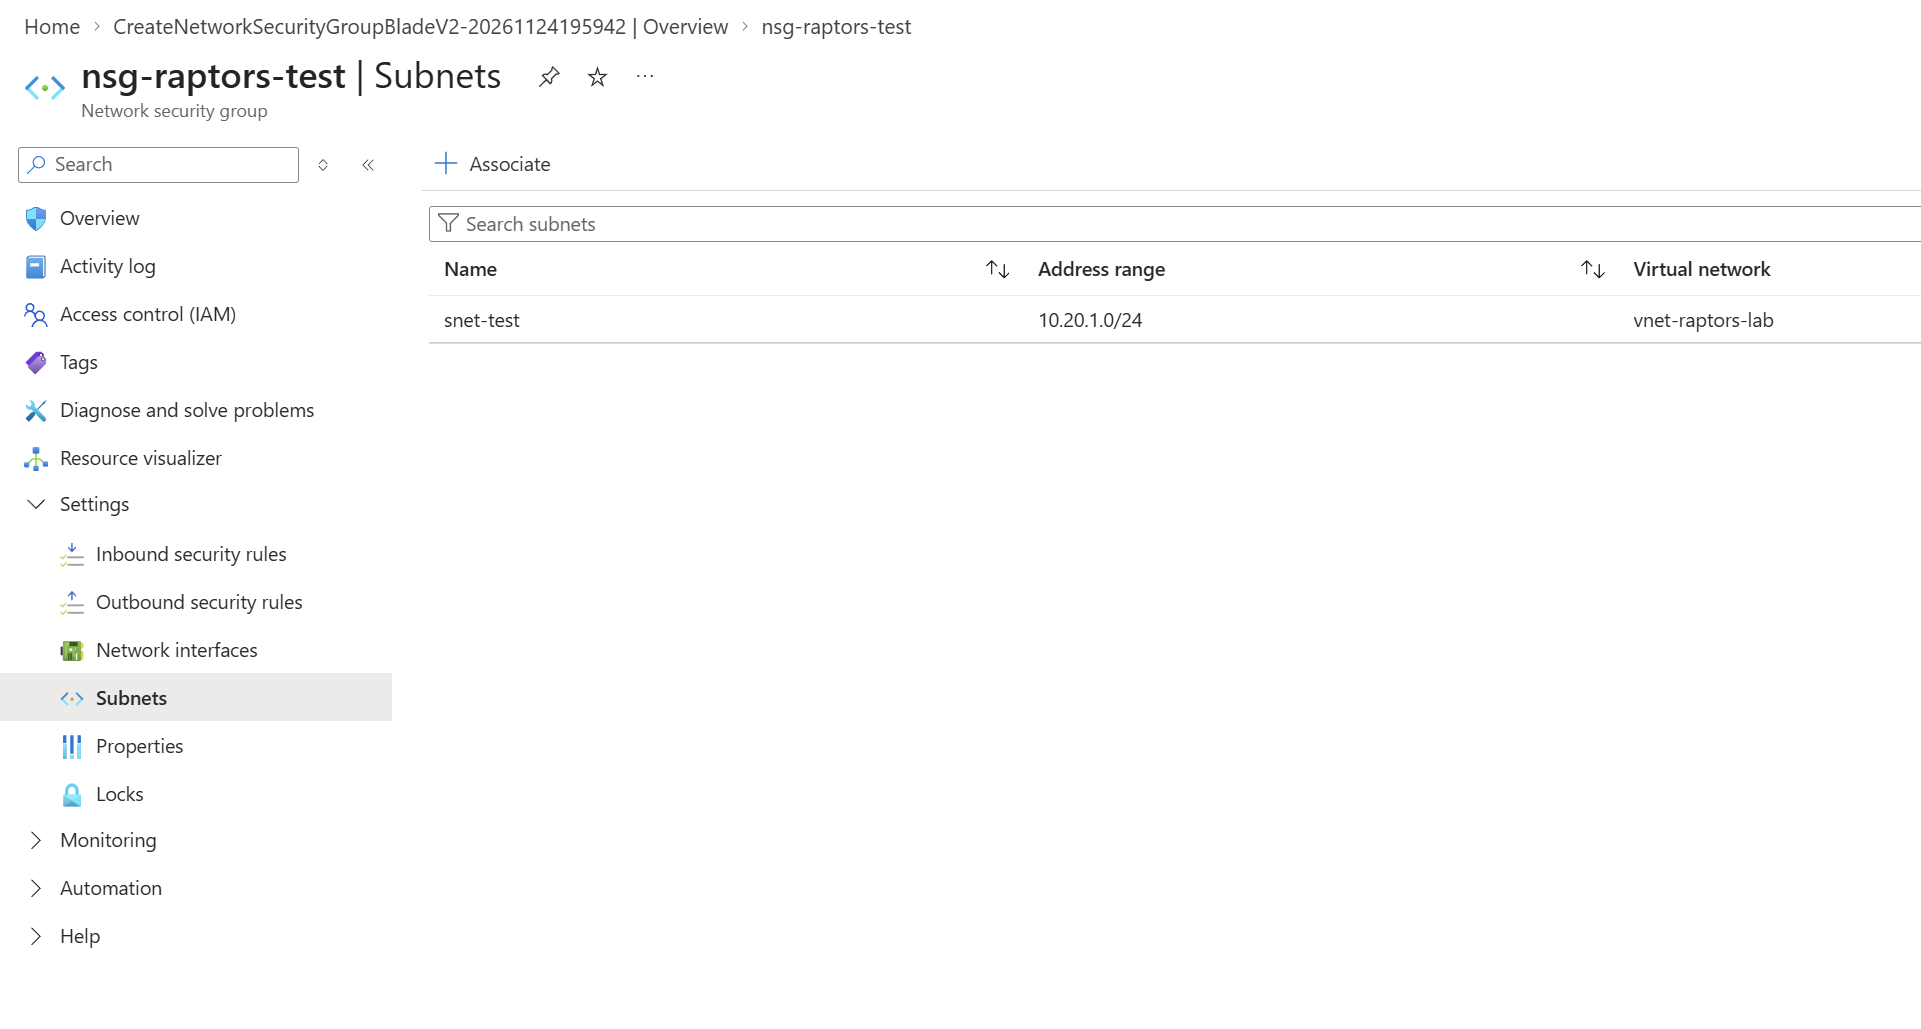 Home > CreateNetworkSecurityGroupBladeV2-20261124195942 | Overview > nsg-raptors-test
nsg-raptors-test | Subnets
Network security group
Search
Overview
Activity log
Access control (IAM)
Tags
Diagnose and solve problems
Resource visualizer
Settings
Inbound security rules
Outbound security rules
Network interfaces
Subnets
Properties
Locks
Monitoring
Automation
Help
Associate
Search subnets
Name Address range Virtual network
snet-test 10.20.1.0/24 vnet-raptors-lab